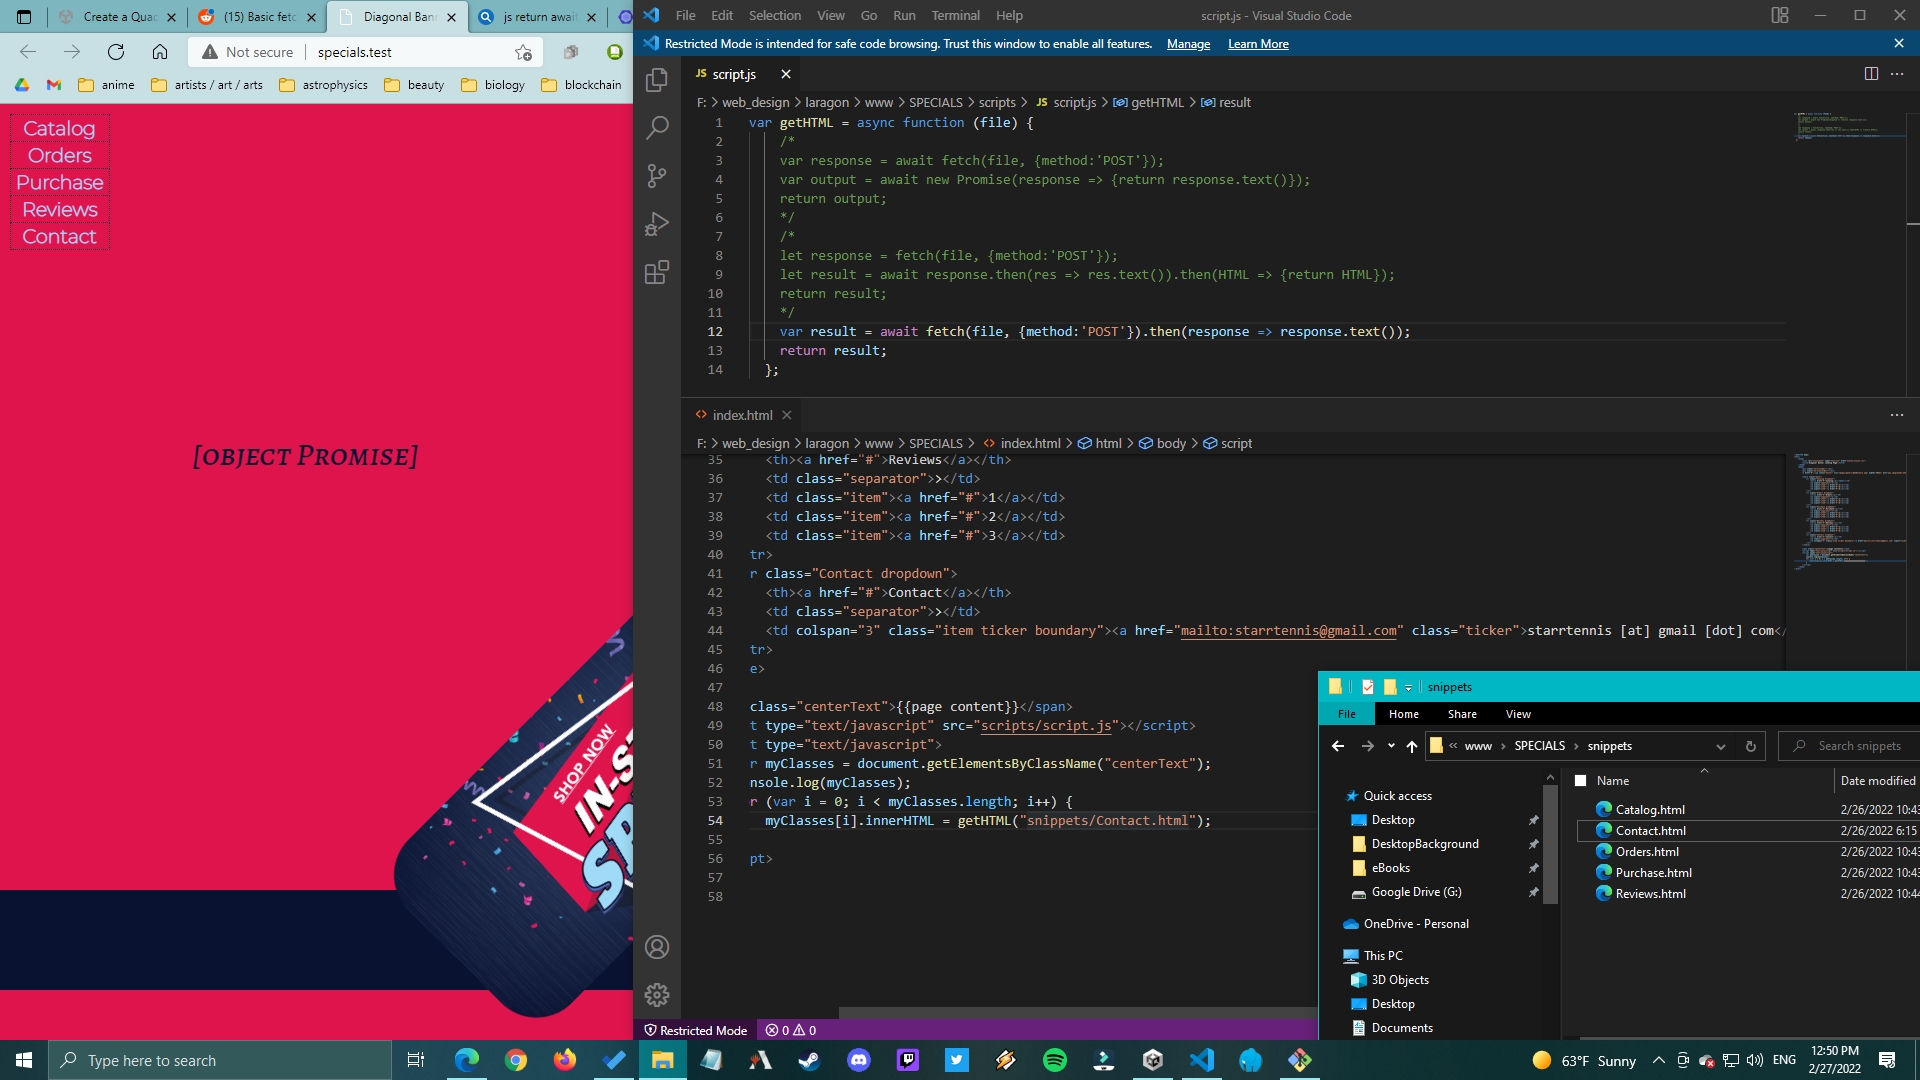 Create a Quac
(15) Basic fetc
Diagonal Bann
js return await
Not secure
specials.test
anime
artists / art / arts
astrophysics
beauty
biology
blockchain
Catalog
Orders
Purchase
Reviews
Contact
[object Promise]
SHOP NOW
File Edit Selection View Go Run Terminal Help
script.js - Visual Studio Code
Restricted Mode is intended for safe code browsing. Trust this window to enable all features. Manage Learn More
JS script.js
F: > web_design > laragon > www > SPECIALS > scripts > JS script.js > getHTML > result
1 var getHTML = async function (file) {
2 /*
3 var response = await fetch(file, {method:'POST'});
4 var output = await new Promise(response => {return response.text()});
5 return output;
6 */
7 /*
8 let response = fetch(file, {method:'POST'});
9 let result = await response.then(res => res.text()).then(HTML => {return HTML});
10 return result;
11 */
12 var result = await fetch(file, {method:'POST'}).then(response => response.text());
13 return result;
14 };
index.html
F: > web_design > laragon > www > SPECIALS > index.html > html > body > script
35 <th><a href="#">Reviews</a></th>
36 <td class="separator">></td>
37 <td class="item"><a href="#">1</a></td>
38 <td class="item"><a href="#">2</a></td>
39 <td class="item"><a href="#">3</a></td>
40 tr>
41 r class="Contact dropdown">
42 <th><a href="#">Contact</a></th>
43 <td class="separator">></td>
44 <td colspan="3" class="item ticker boundary"><a href="mailto:starrtennis@gmail.com" class="ticker">starrtennis [at] gmail [dot] com</
45 tr>
46 e>
47
48 class="centerText">{{page content}}</span>
49 t type="text/javascript" src="scripts/script.js"></script>
50 t type="text/javascript">
51 r myClasses = document.getElementsByClassName("centerText");
52 nsole.log(myClasses);
53 r (var i = 0; i < myClasses.length; i++) {
54 myClasses[i].innerHTML = getHTML("snippets/Contact.html");
55
56 pt>
57
58
Restricted Mode 0 0
snippets
File Home Share View
www > SPECIALS > snippets
Search snippets
Name Date modified
Quick access
Desktop
DesktopBackground
eBooks
Google Drive (G:)
OneDrive - Personal
This PC
3D Objects
Desktop
Documents
Catalog.html 2/26/2022 10:43
Contact.html 2/26/2022 6:15
Orders.html 2/26/2022 10:43
Purchase.html 2/26/2022 10:43
Reviews.html 2/26/2022 10:44
Type here to search
63°F Sunny
ENG
12:50 PM
2/27/2022